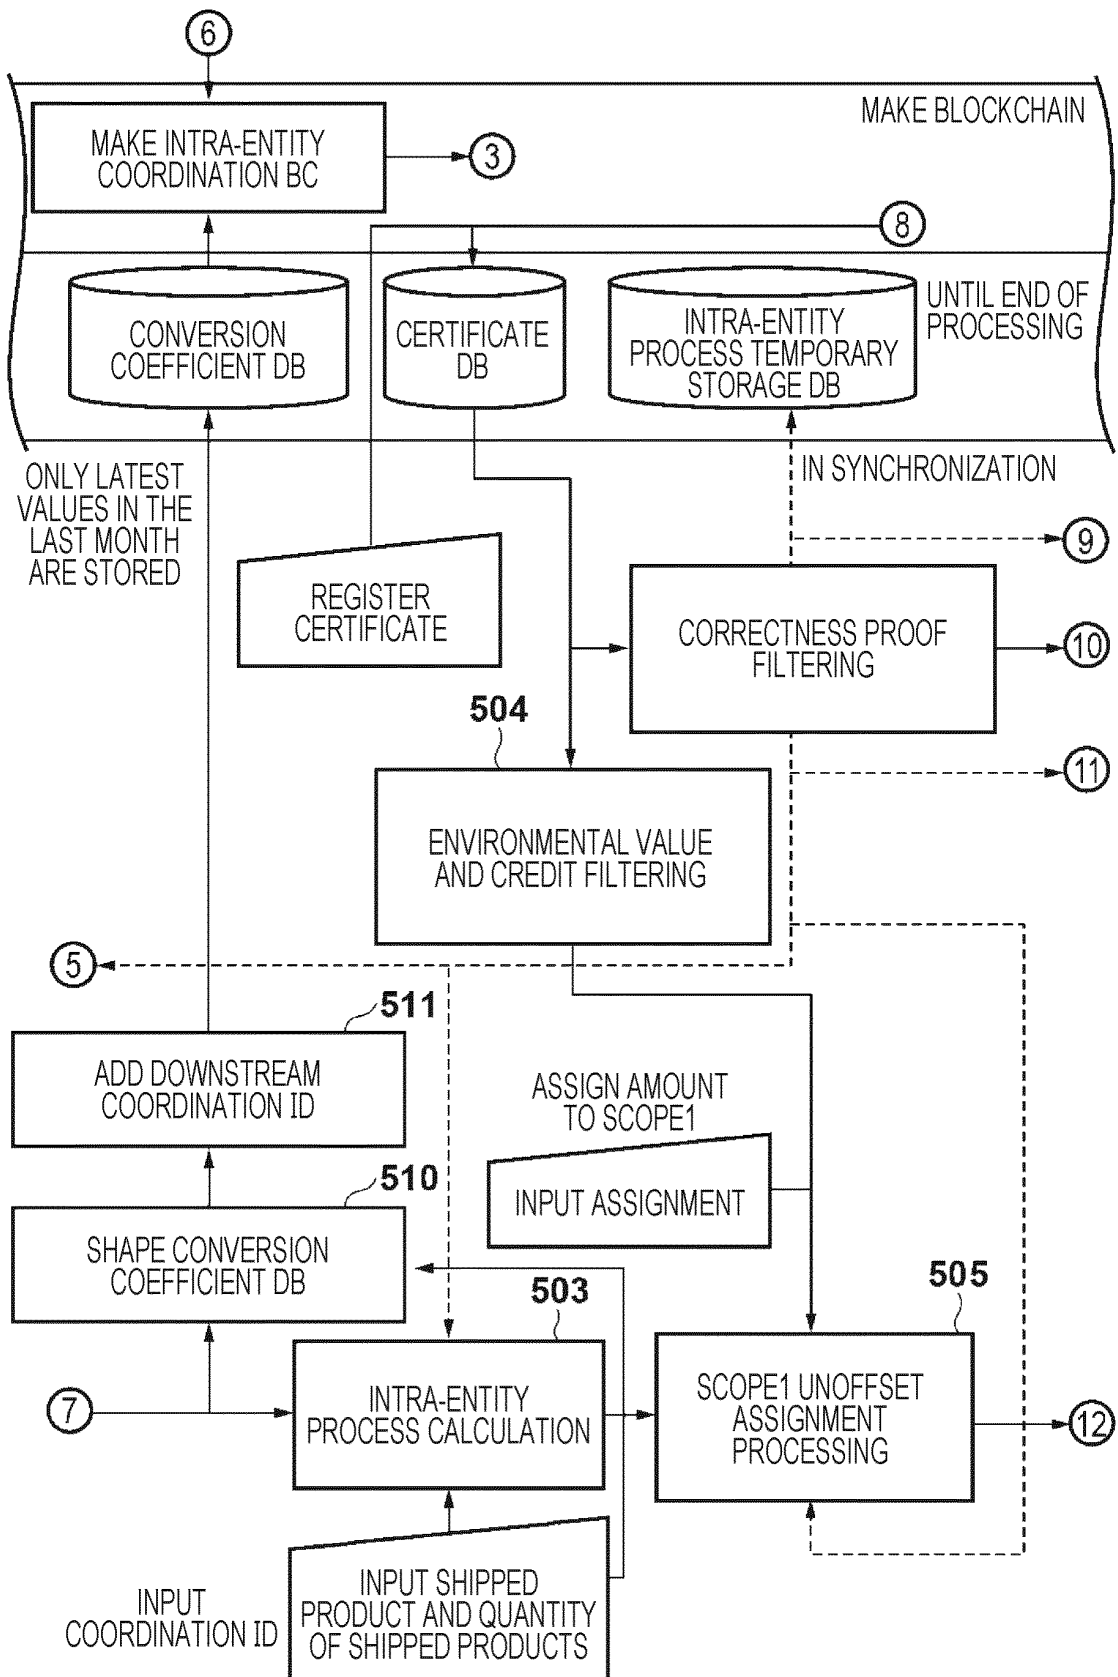 6
MAKE BLOCKCHAIN
MAKE INTRA-ENTITY
COORDINATION BC
3
8
CONVERSION
COEFFICIENT DB
CERTIFICATE
DB
INTRA-ENTITY
PROCESS TEMPORARY
STORAGE DB
UNTIL END OF
PROCESSING
ONLY LATEST
VALUES IN THE
LAST MONTH
ARE STORED
IN SYNCHRONIZATION
9
REGISTER
CERTIFICATE
CORRECTNESS PROOF
FILTERING
10
504
11
ENVIRONMENTAL VALUE
AND CREDIT FILTERING
5
511
ADD DOWNSTREAM
COORDINATION ID
ASSIGN AMOUNT
TO SCOPE1
510
INPUT ASSIGNMENT
SHAPE CONVERSION
COEFFICIENT DB
503
505
7
INTRA-ENTITY
PROCESS CALCULATION
SCOPE1 UNOFFSET
ASSIGNMENT
PROCESSING
12
INPUT
COORDINATION ID
INPUT SHIPPED
PRODUCT AND QUANTITY
OF SHIPPED PRODUCTS